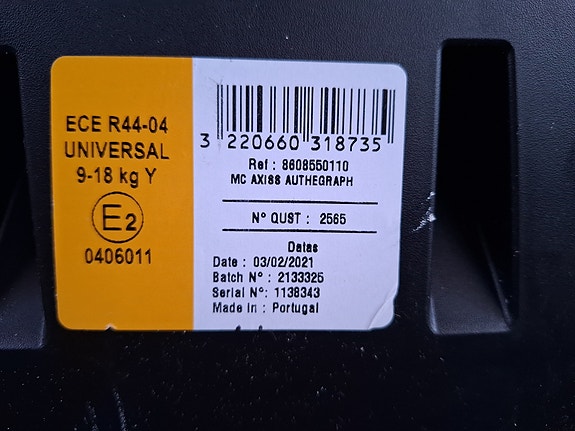 ECE R44-04
UNIVERSAL
9-18 kg Y
E2
0406011
3 220660 318735
Ref : 8608550110
MC AXISS AUTHEGRAPH
N° QUST : 2565
Datas
Date : 03/02/2021
Batch N° : 2133325
Serial N°: 1138343
Made in : Portugal